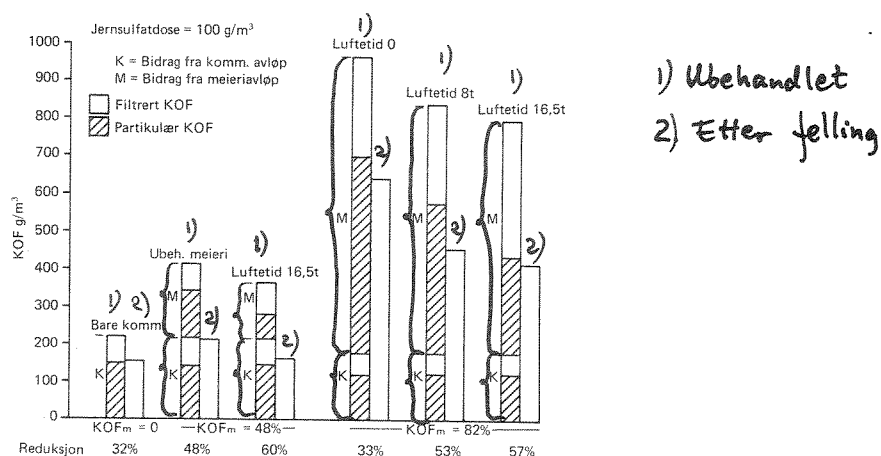 Jernsulfatdose = 100 g/m³
K = Bidrag fra komm. avløp
M = Bidrag fra meieriavløp
Filtrert KOF
Partikulær KOF
KOF g/m³
1000
900
800
700
600
500
400
300
200
100
0
1) 2)
Bare komm.
K
1)
Ubeh. meieri
M
2)
K
1)
Luftetid 16,5t
M
2)
K
1)
Luftetid 0
M
2)
K
1)
Luftetid 8t
M
2)
K
1)
Luftetid 16,5t
M
2)
K
KOFm = 0 KOFm = 48% KOFm = 82%
Reduksjon 32% 48% 60% 33% 53% 57%
1) Ubehandlet
2) Etter felling